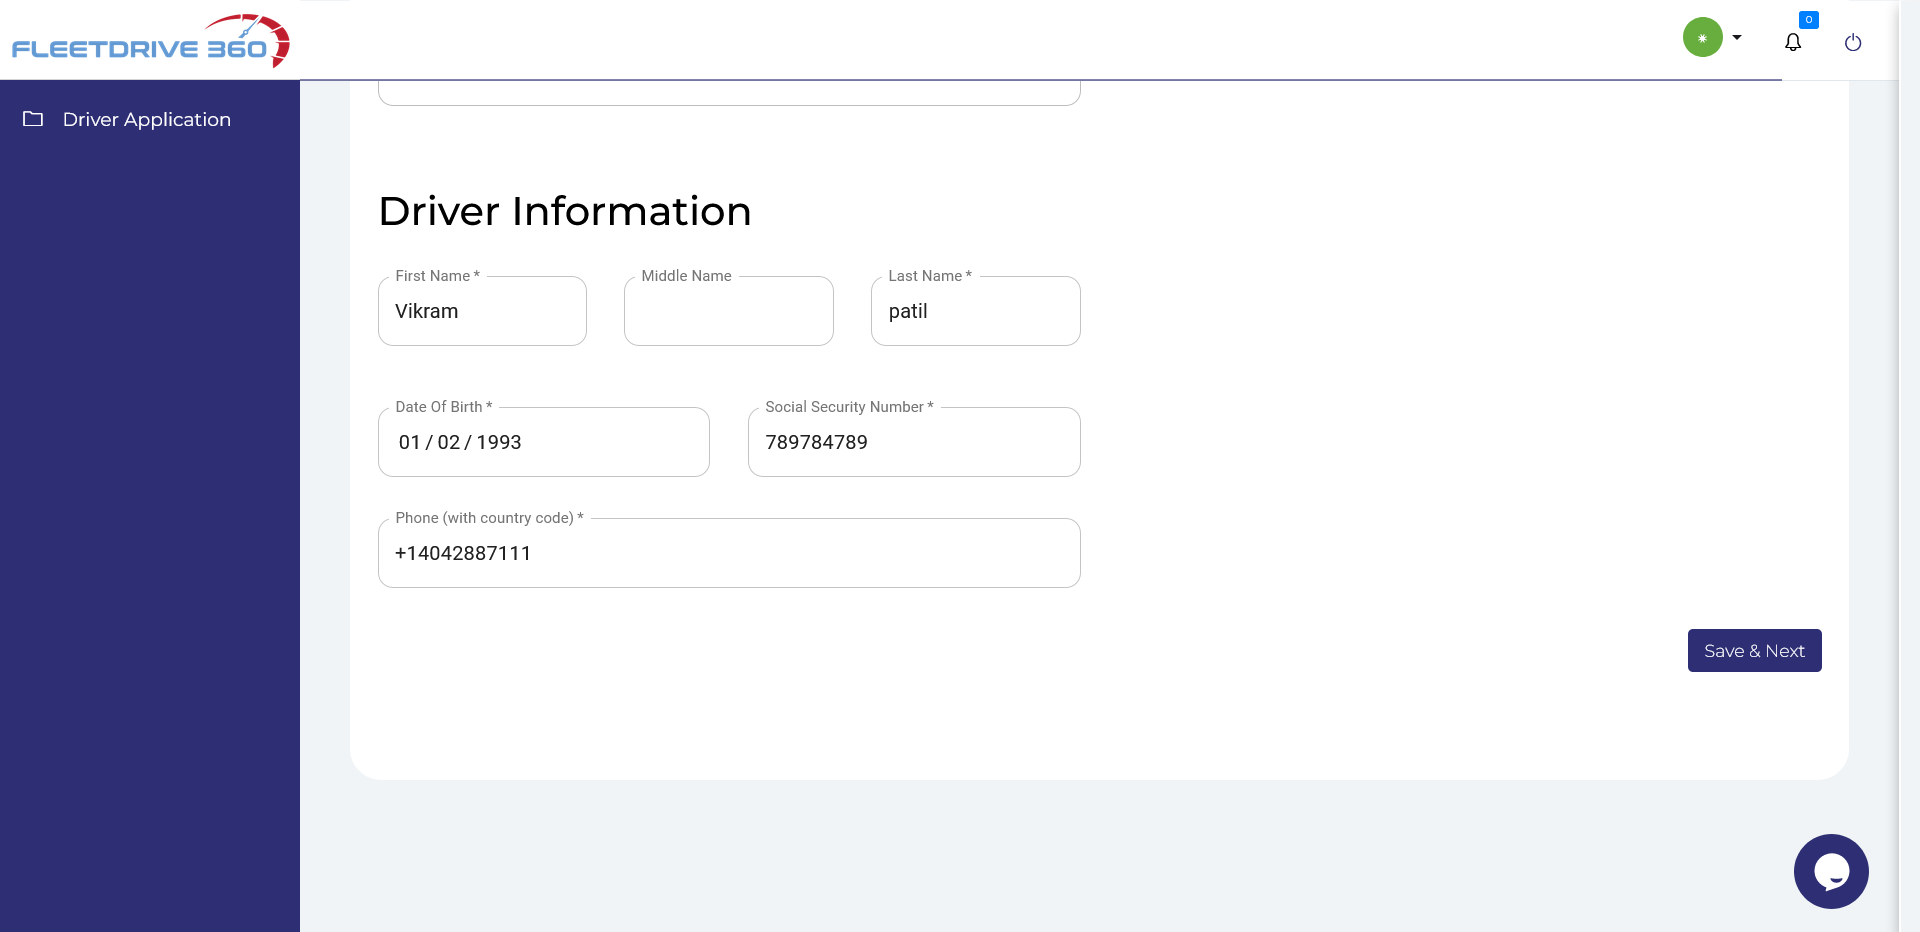 FLEETDRIVE 360
0
Driver Application
Driver Information
First Name *
Middle Name
Last Name *
Vikram
patil
Date Of Birth *
Social Security Number *
01 / 02 / 1993
789784789
Phone (with country code) *
+14042887111
Save & Next